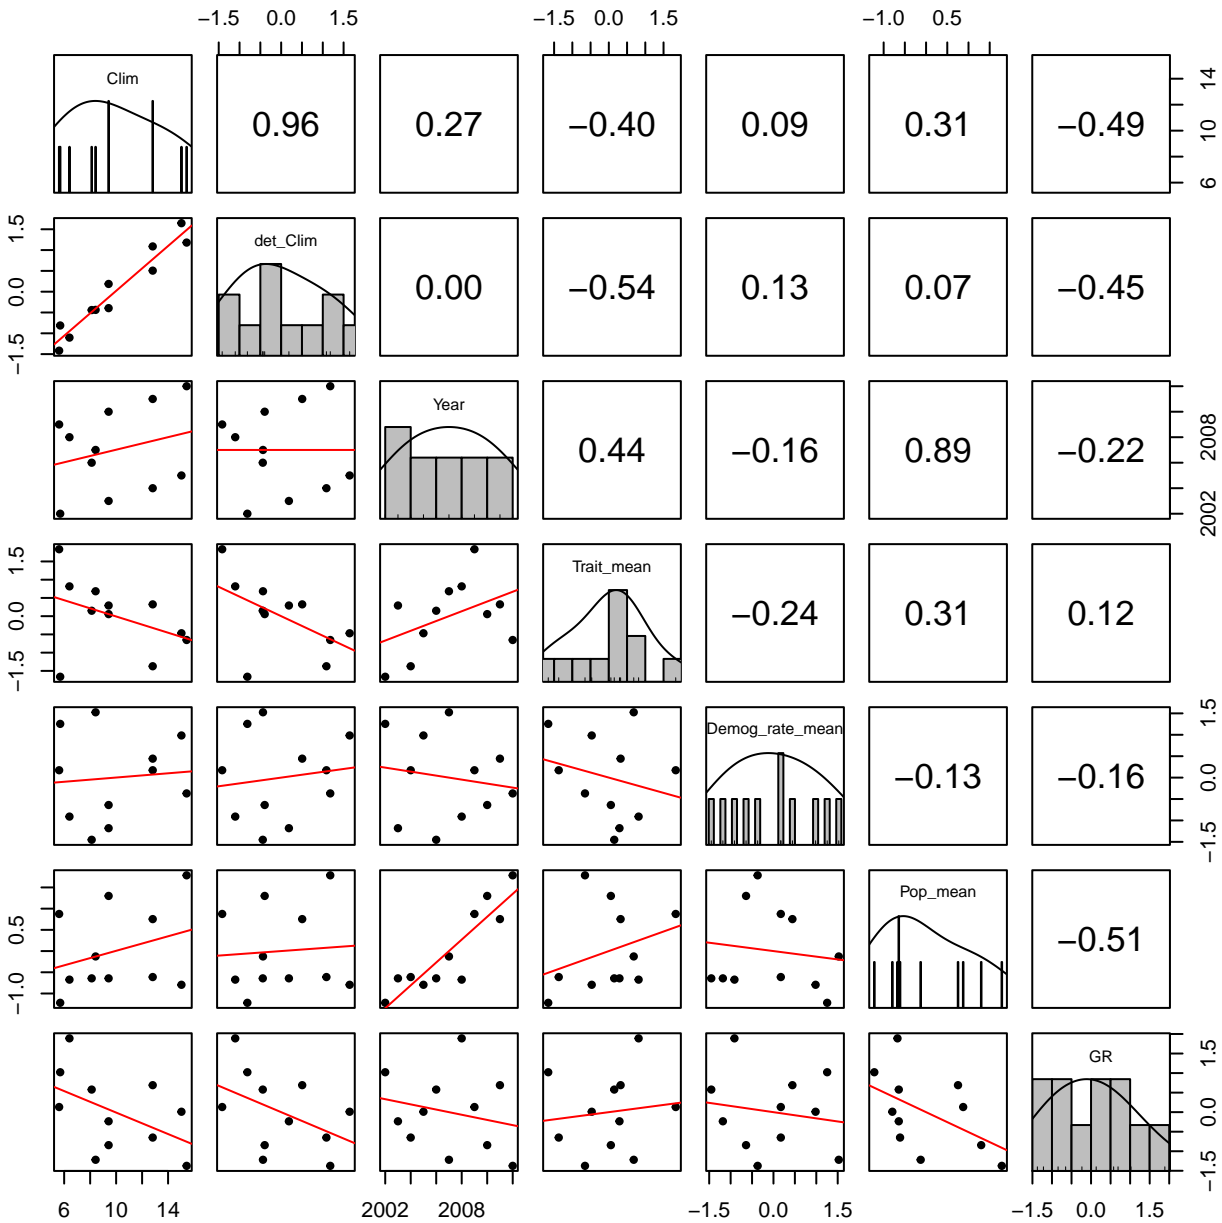 −1.5 0.0 1.5 −1.5 0.0 1.5 −1.0 0.5
Clim 0.96 0.27 −0.40 0.09 0.31 −0.49 6 10 14
−1.5 0.0 1.5 det_Clim 0.00 −0.54 0.13 0.07 −0.45
Year 0.44 −0.16 0.89 −0.22 2002 2008
−1.5 0.0 1.5 Trait_mean −0.24 0.31 0.12
Demog_rate_mean −0.13 −0.16 −1.5 0.0 1.5
−1.0 0.5 Pop_mean −0.51
GR −1.5 0.0 1.5
6 10 14 2002 2008 −1.5 0.0 1.5 −1.5 0.0 1.5